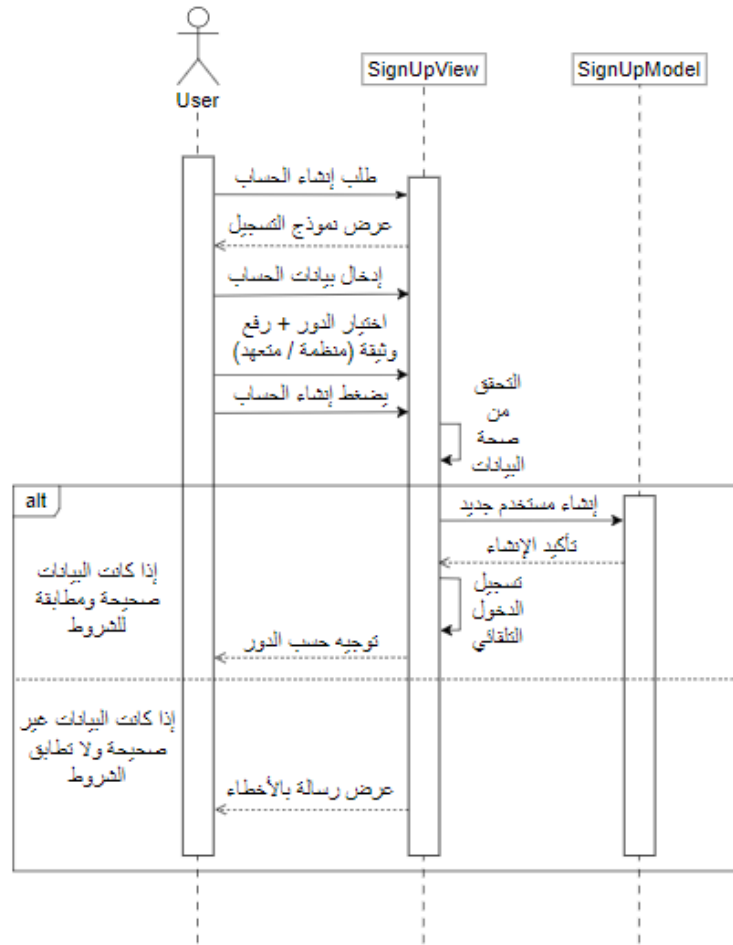 User
SignUpView
SignUpModel
طلب إنشاء الحساب
عرض نموذج التسجيل
إدخال بيانات الحساب
اختيار الدور + رفع
وثيقة (منظمة / متعهد)
يضغط إنشاء الحساب
التحقق
من
صحة
البيانات
alt
إنشاء مستخدم جديد
تأكيد الإنشاء
إذا كانت البيانات
صحيحة ومطابقة
للشروط
تسجيل
الدخول
التلقائي
توجيه حسب الدور
إذا كانت البيانات غير
صحيحة ولا تطابق
الشروط
عرض رسالة بالأخطاء